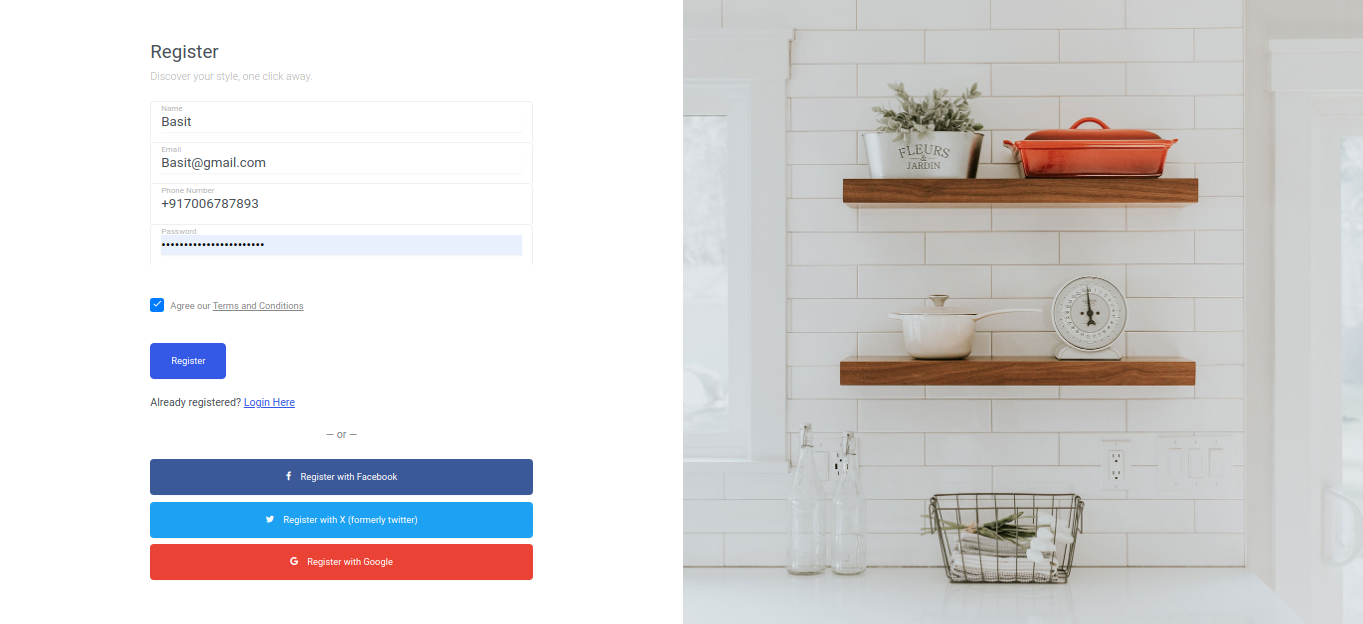 Register
Discover your style, one click away.
Name
Basit
Email
Basit@gmail.com
Phone Number
+917006787893
Password
•••••••••••••••••••••••
Agree our Terms and Conditions
Register
Already registered? Login Here
— or —
Register with Facebook
Register with X (formerly twitter)
Register with Google
FLEURS
&
JARDIN